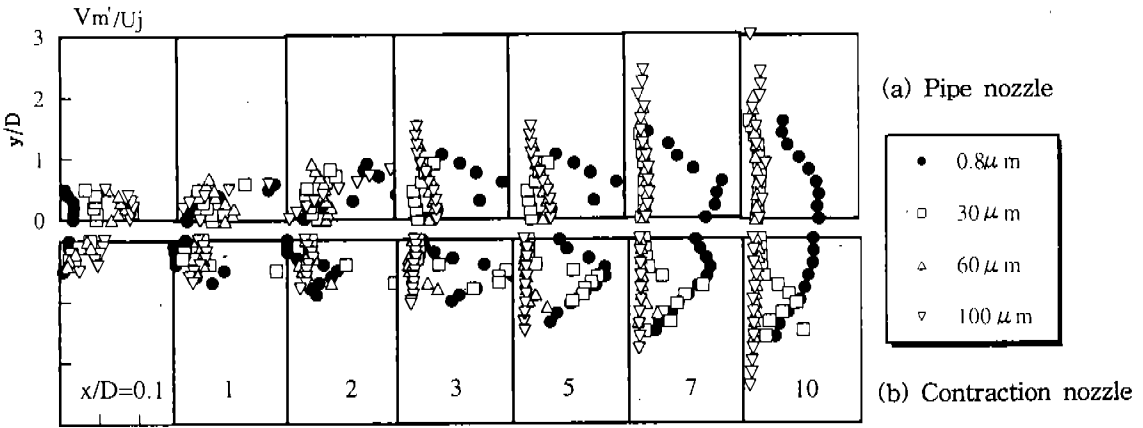 Vm'/Uj
3
2
1
0
y/D
(a) Pipe nozzle
0.8μm
30μm
60μm
100μm
x/D=0.1
1
2
3
5
7
10
(b) Contraction nozzle